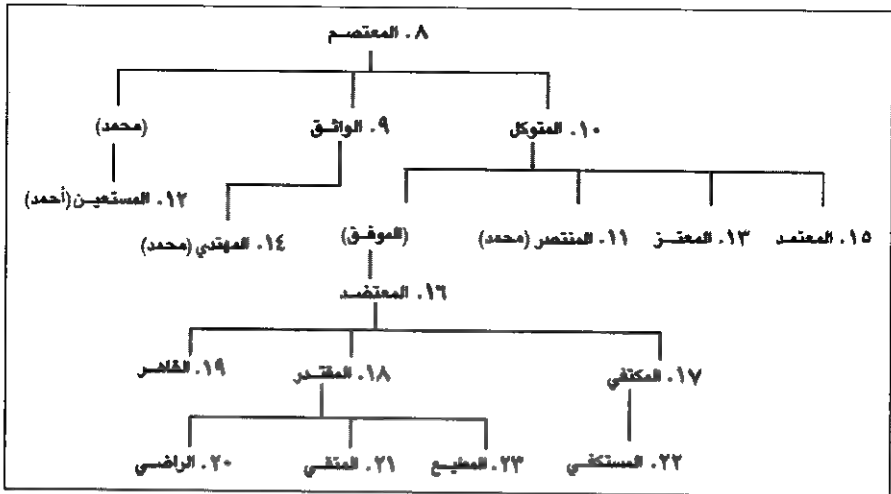 ٨. المعتصم
١٠. المتوكل ٩. الواثق (محمد)
١٢. المستعين (أحمد)
١٥. المعتمد ١٣. المعتز ١١. المنتصر (محمد) (الموفق) ١٤. المهتدي (محمد)
١٦. المعتضد
١٧. المكتفي ١٨. المقتدر ١٩. القاهر
٢٢. المستكفي ٢٣. المطيع ٢١. المتقي ٢٠. الراضي